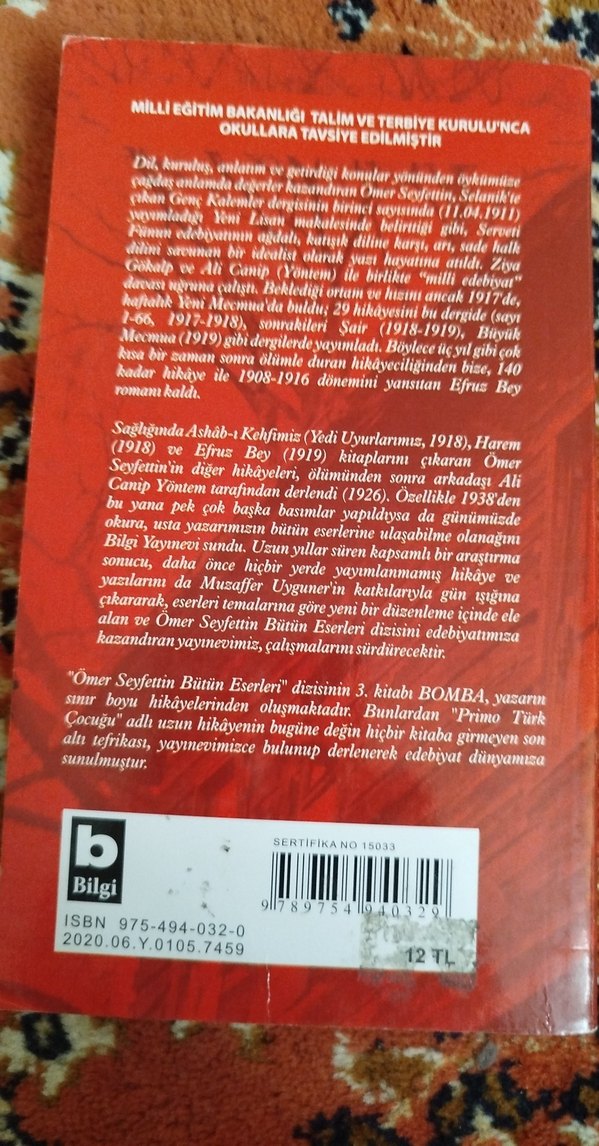 MİLLİ EĞİTİM BAKANLIĞI TALİM VE TERBİYE KURULU'NCA
OKULLARA TAVSİYE EDİLMİŞTİR
Dil, kuruluş, anlatım ve getirdiği konular yönünden öykümüze
çağdaş anlamda değerler kazandıran Ömer Seyfettin, Selanik'te
çıkan Genç Kalemler dergisinin birinci sayısında (11.04.1911)
yayımladığı Yeni Lisan makalesinde belirttiği gibi, Serveti
Fünun edebiyatının ağdalı, karışık diline karşı, arı, sade halk
dilini savunan bir idealist olarak yazı hayatına atıldı. Ziya
Gökalp ve Ali Canip (Yöntem) ile birlikte "milli edebiyat"
davası uğruna çalıştı. Beklediği ortam ve hızını ancak 1917'de,
haftalık Yeni Mecmua'da buldu; 29 hikâyesini bu dergide (sayı
1-66, 1917-1918), sonrakileri Şair (1918-1919), Büyük
Mecmua (1919) gibi dergilerde yayımladı. Böylece üç yıl gibi çok
kısa bir zaman sonra ölümle duran hikâyeciliğinden bize, 140
kadar hikâye ile 1908-1916 dönemini yansıtan Efruz Bey
romanı kaldı.
Sağlığında Ashâb-ı Kehfimiz (Yedi Uyurlarımız, 1918), Harem
(1918) ve Efruz Bey (1919) kitaplarını çıkaran Ömer
Seyfettin'in diğer hikâyeleri, ölümünden sonra arkadaşı Ali
Canip Yöntem tarafından derlendi (1926). Özellikle 1938'den
bu yana pek çok başka basımlar yapıldıysa da günümüzde
okura, usta yazarımızın bütün eserlerine ulaşabilme olanağını
Bilgi Yayınevi sundu. Uzun yıllar süren kapsamlı bir araştırma
sonucu, daha önce hiçbir yerde yayımlanmamış hikâye ve
yazılarını da Muzaffer Uyguner'in katkılarıyla gün ışığına
çıkararak, eserleri temalarına göre yeni bir düzenleme içinde ele
alan ve Ömer Seyfettin Bütün Eserleri dizisini edebiyatımıza
kazandıran yayınevimiz, çalışmalarını sürdürecektir.
"Ömer Seyfettin Bütün Eserleri" dizisinin 3. kitabı BOMBA, yazarın
sınır boyu hikâyelerinden oluşmaktadır. Bunlardan "Primo Türk
Çocuğu" adlı uzun hikâyenin bugüne değin hiçbir kitaba girmeyen son
altı tefrikası, yayınevimizce bulunup derlenerek edebiyat dünyamıza
sunulmuştur.
b
Bilgi
SERTİFİKA NO 15033
9 789754 940329
ISBN 975-494-032-0
2020.06.Y.0105.7459
12 TL